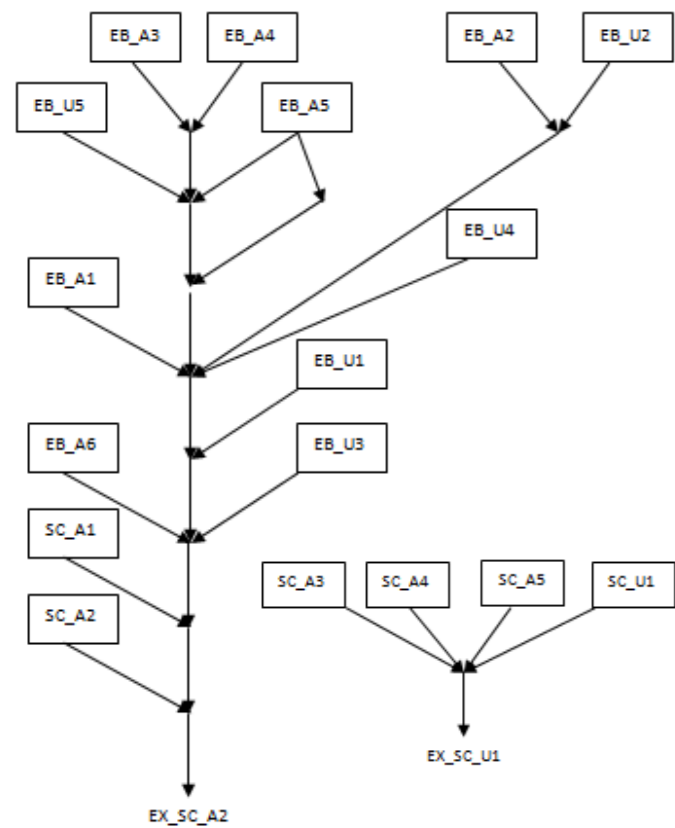 EB_A3
EB_A4
EB_A2
EB_U2
EB_U5
EB_A5
EB_U4
EB_A1
EB_U1
EB_A6
EB_U3
SC_A1
SC_A3
SC_A4
SC_A5
SC_U1
SC_A2
EX_SC_U1
EX_SC_A2